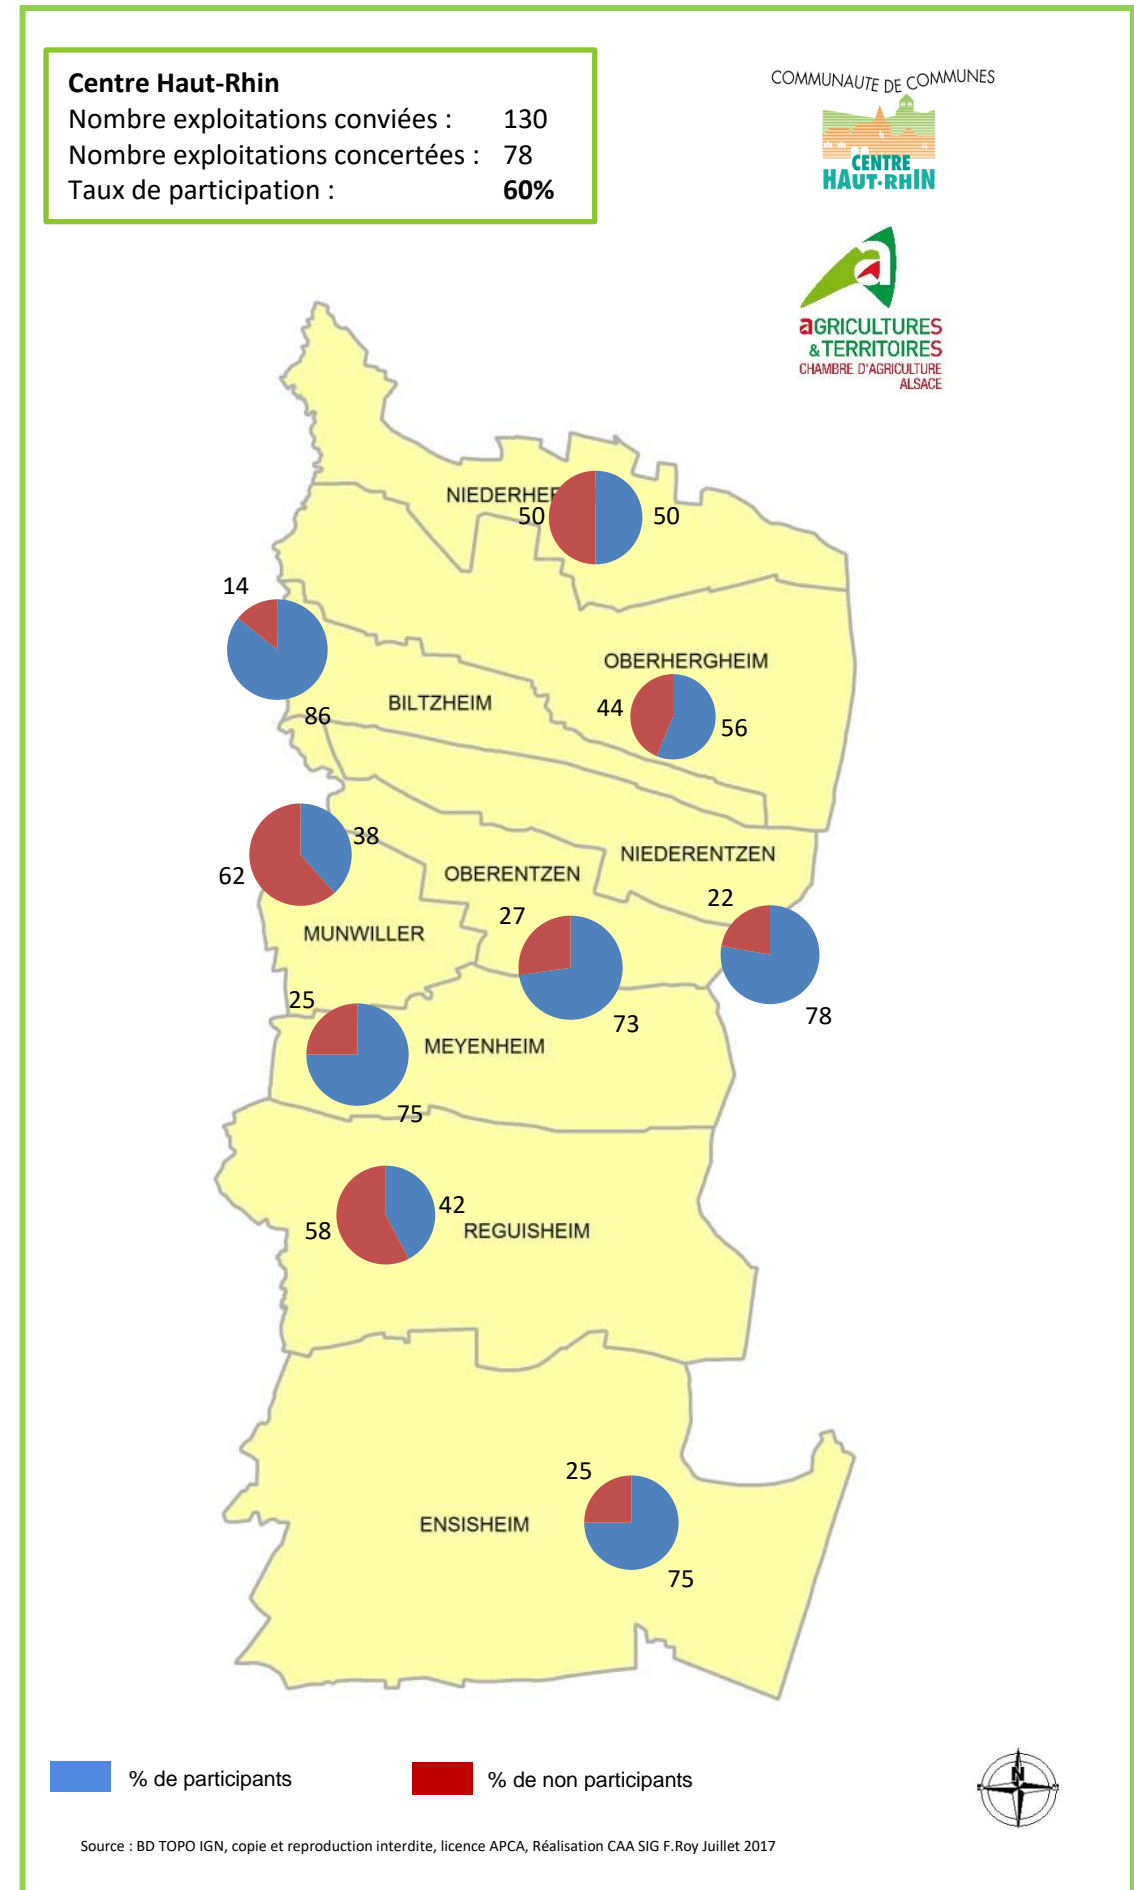 Centre Haut-Rhin
Nombre exploitations conviées : 130
Nombre exploitations concertées : 78
Taux de participation : 60%
COMMUNAUTE DE COMMUNES
CENTRE
HAUT-RHIN
aGRICULTURES
& TERRITOIRES
CHAMBRE D'AGRICULTURE
ALSACE
50
50
14
86
OBERHERGHEIM
BILTZHEIM
44
56
38
62
NIEDERENTZEN
OBERENTZEN
22
27
MUNWILLER
78
73
25
MEYENHEIM
75
42
58
REGUISHEIM
25
ENSISHEIM
75
% de participants
% de non participants
N
Source : BD TOPO IGN, copie et reproduction interdite, licence APCA, Réalisation CAA SIG F.Roy Juillet 2017